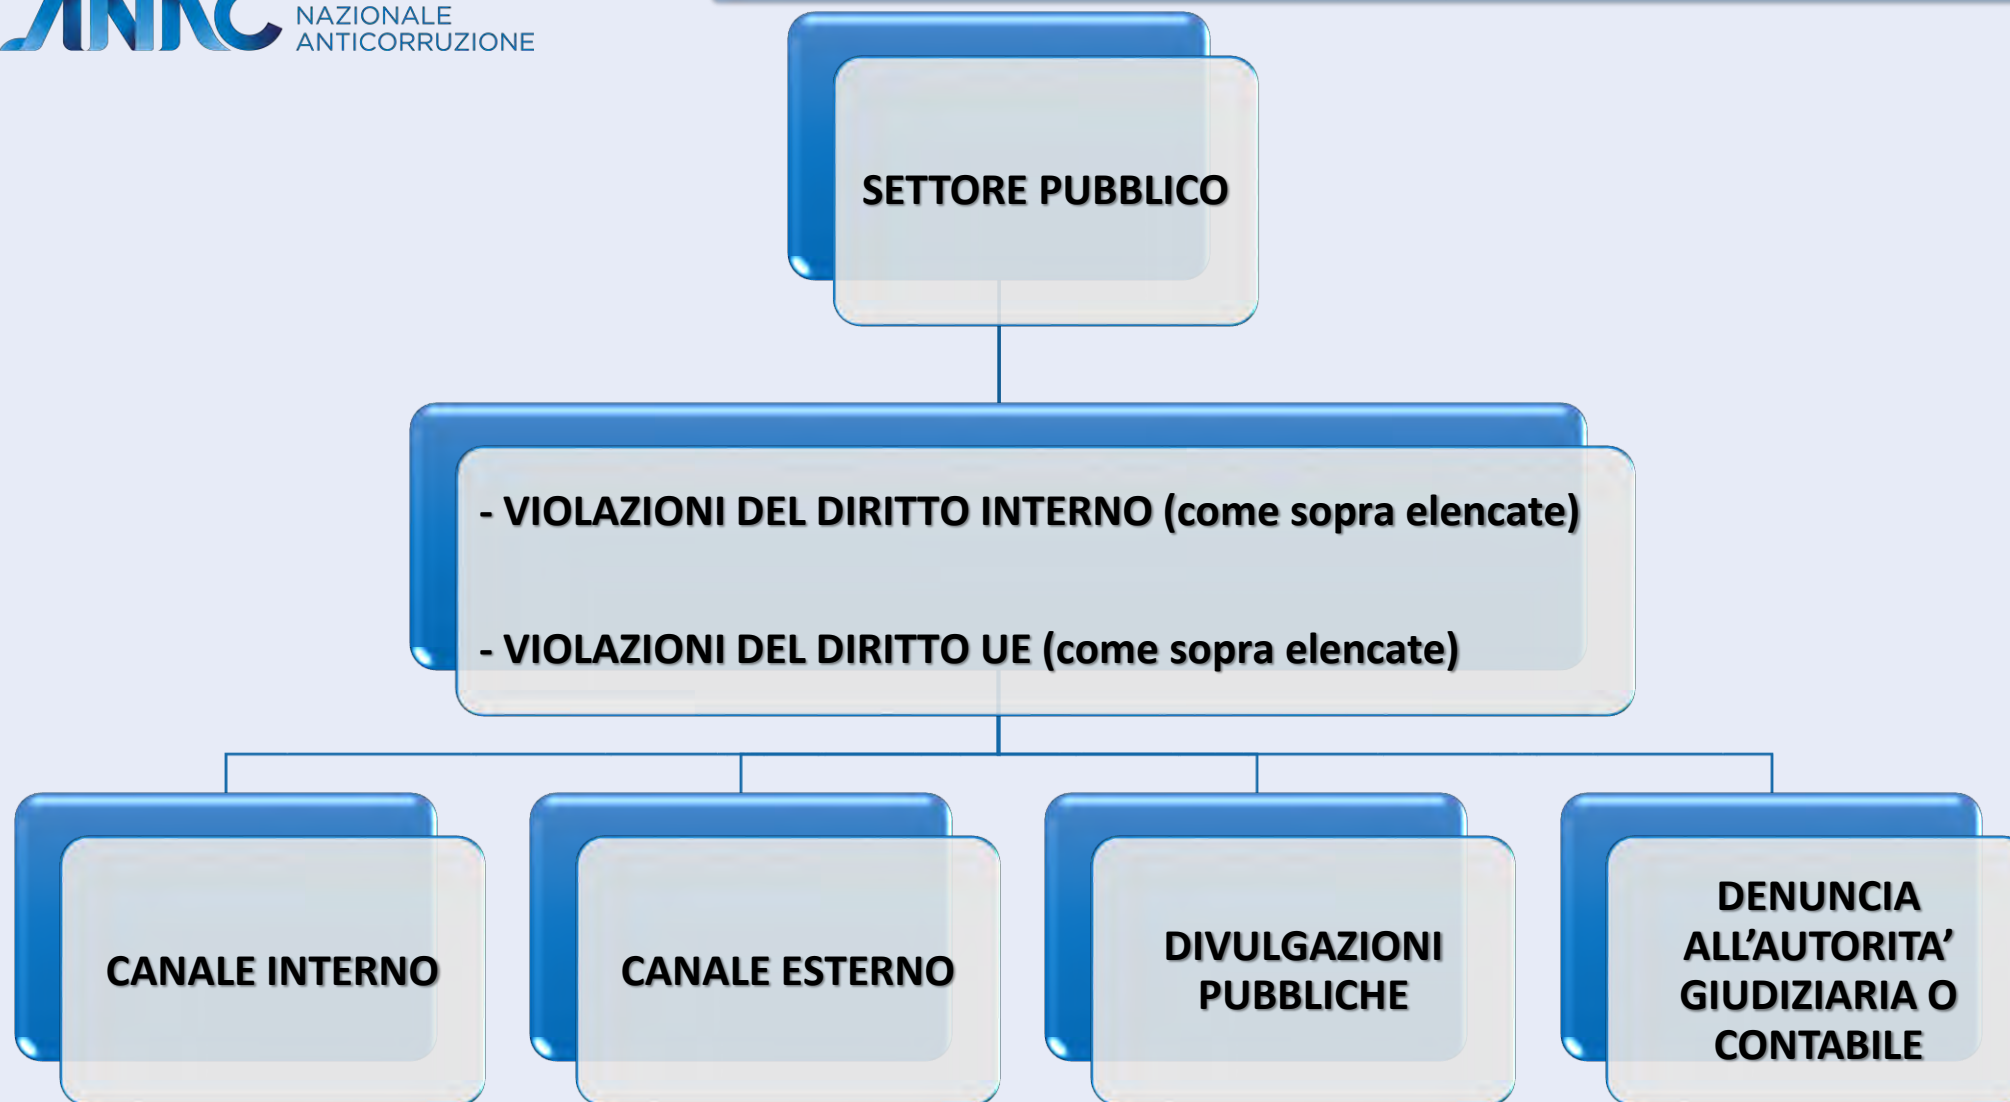 ANAC
NAZIONALE
ANTICORRUZIONE
SETTORE PUBBLICO
- VIOLAZIONI DEL DIRITTO INTERNO (come sopra elencate)
- VIOLAZIONI DEL DIRITTO UE (come sopra elencate)
CANALE INTERNO
CANALE ESTERNO
DIVULGAZIONI
PUBBLICHE
DENUNCIA
ALL’AUTORITA’
GIUDIZIARIA O
CONTABILE